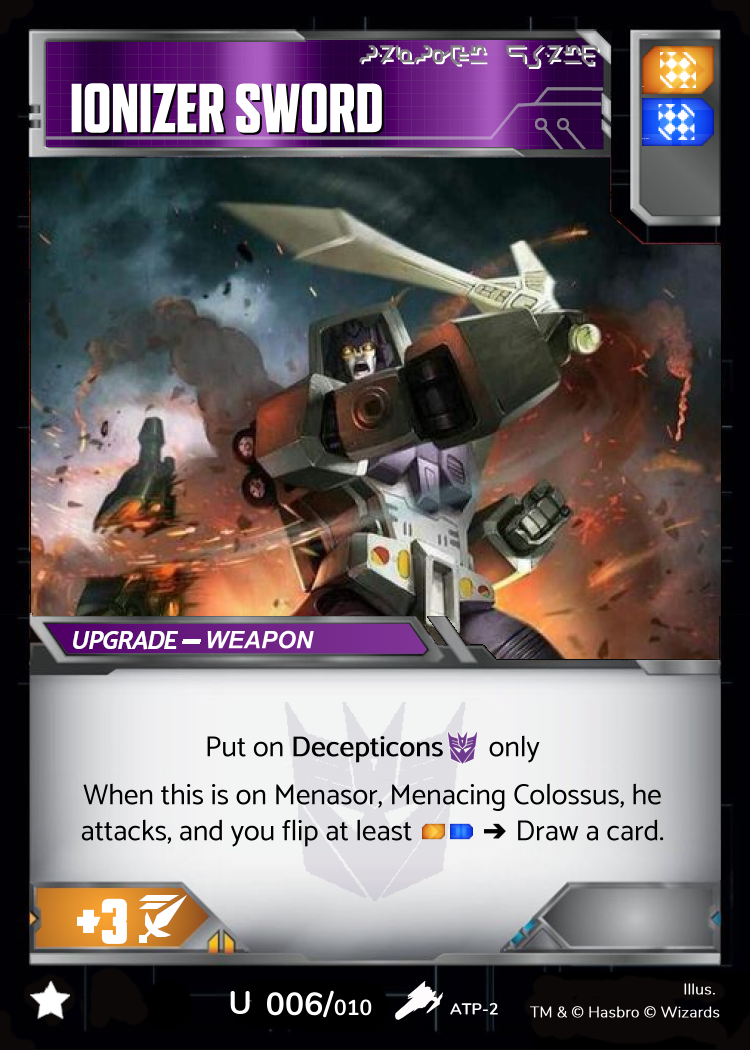 IONIZER SWORD
UPGRADE — WEAPON
Put on Decepticons only
When this is on Menasor, Menacing Colossus, he
attacks, and you flip at least ➔ Draw a card.
+3
U 006/010 ATP-2
Illus.
TM & © Hasbro © Wizards